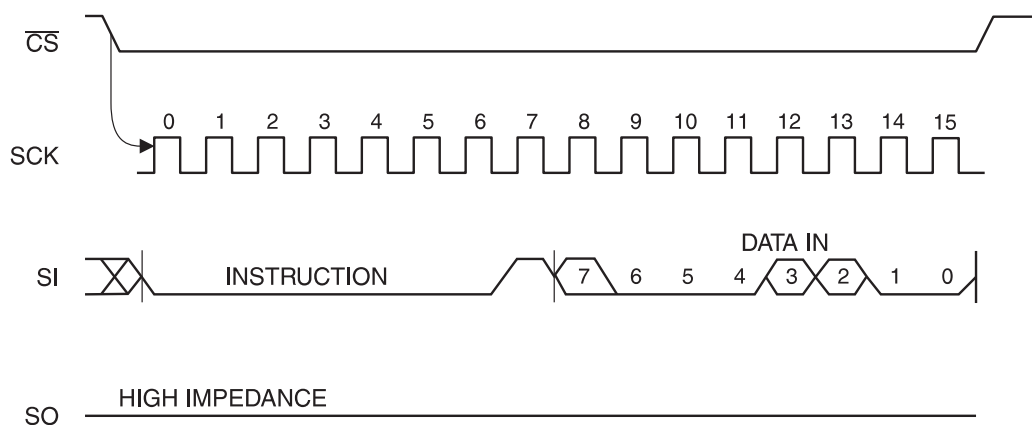 C̅S̅
0 1 2 3 4 5 6 7 8 9 10 11 12 13 14 15
SCK
DATA IN
SI INSTRUCTION 7 6 5 4 3 2 1 0
HIGH IMPEDANCE
SO